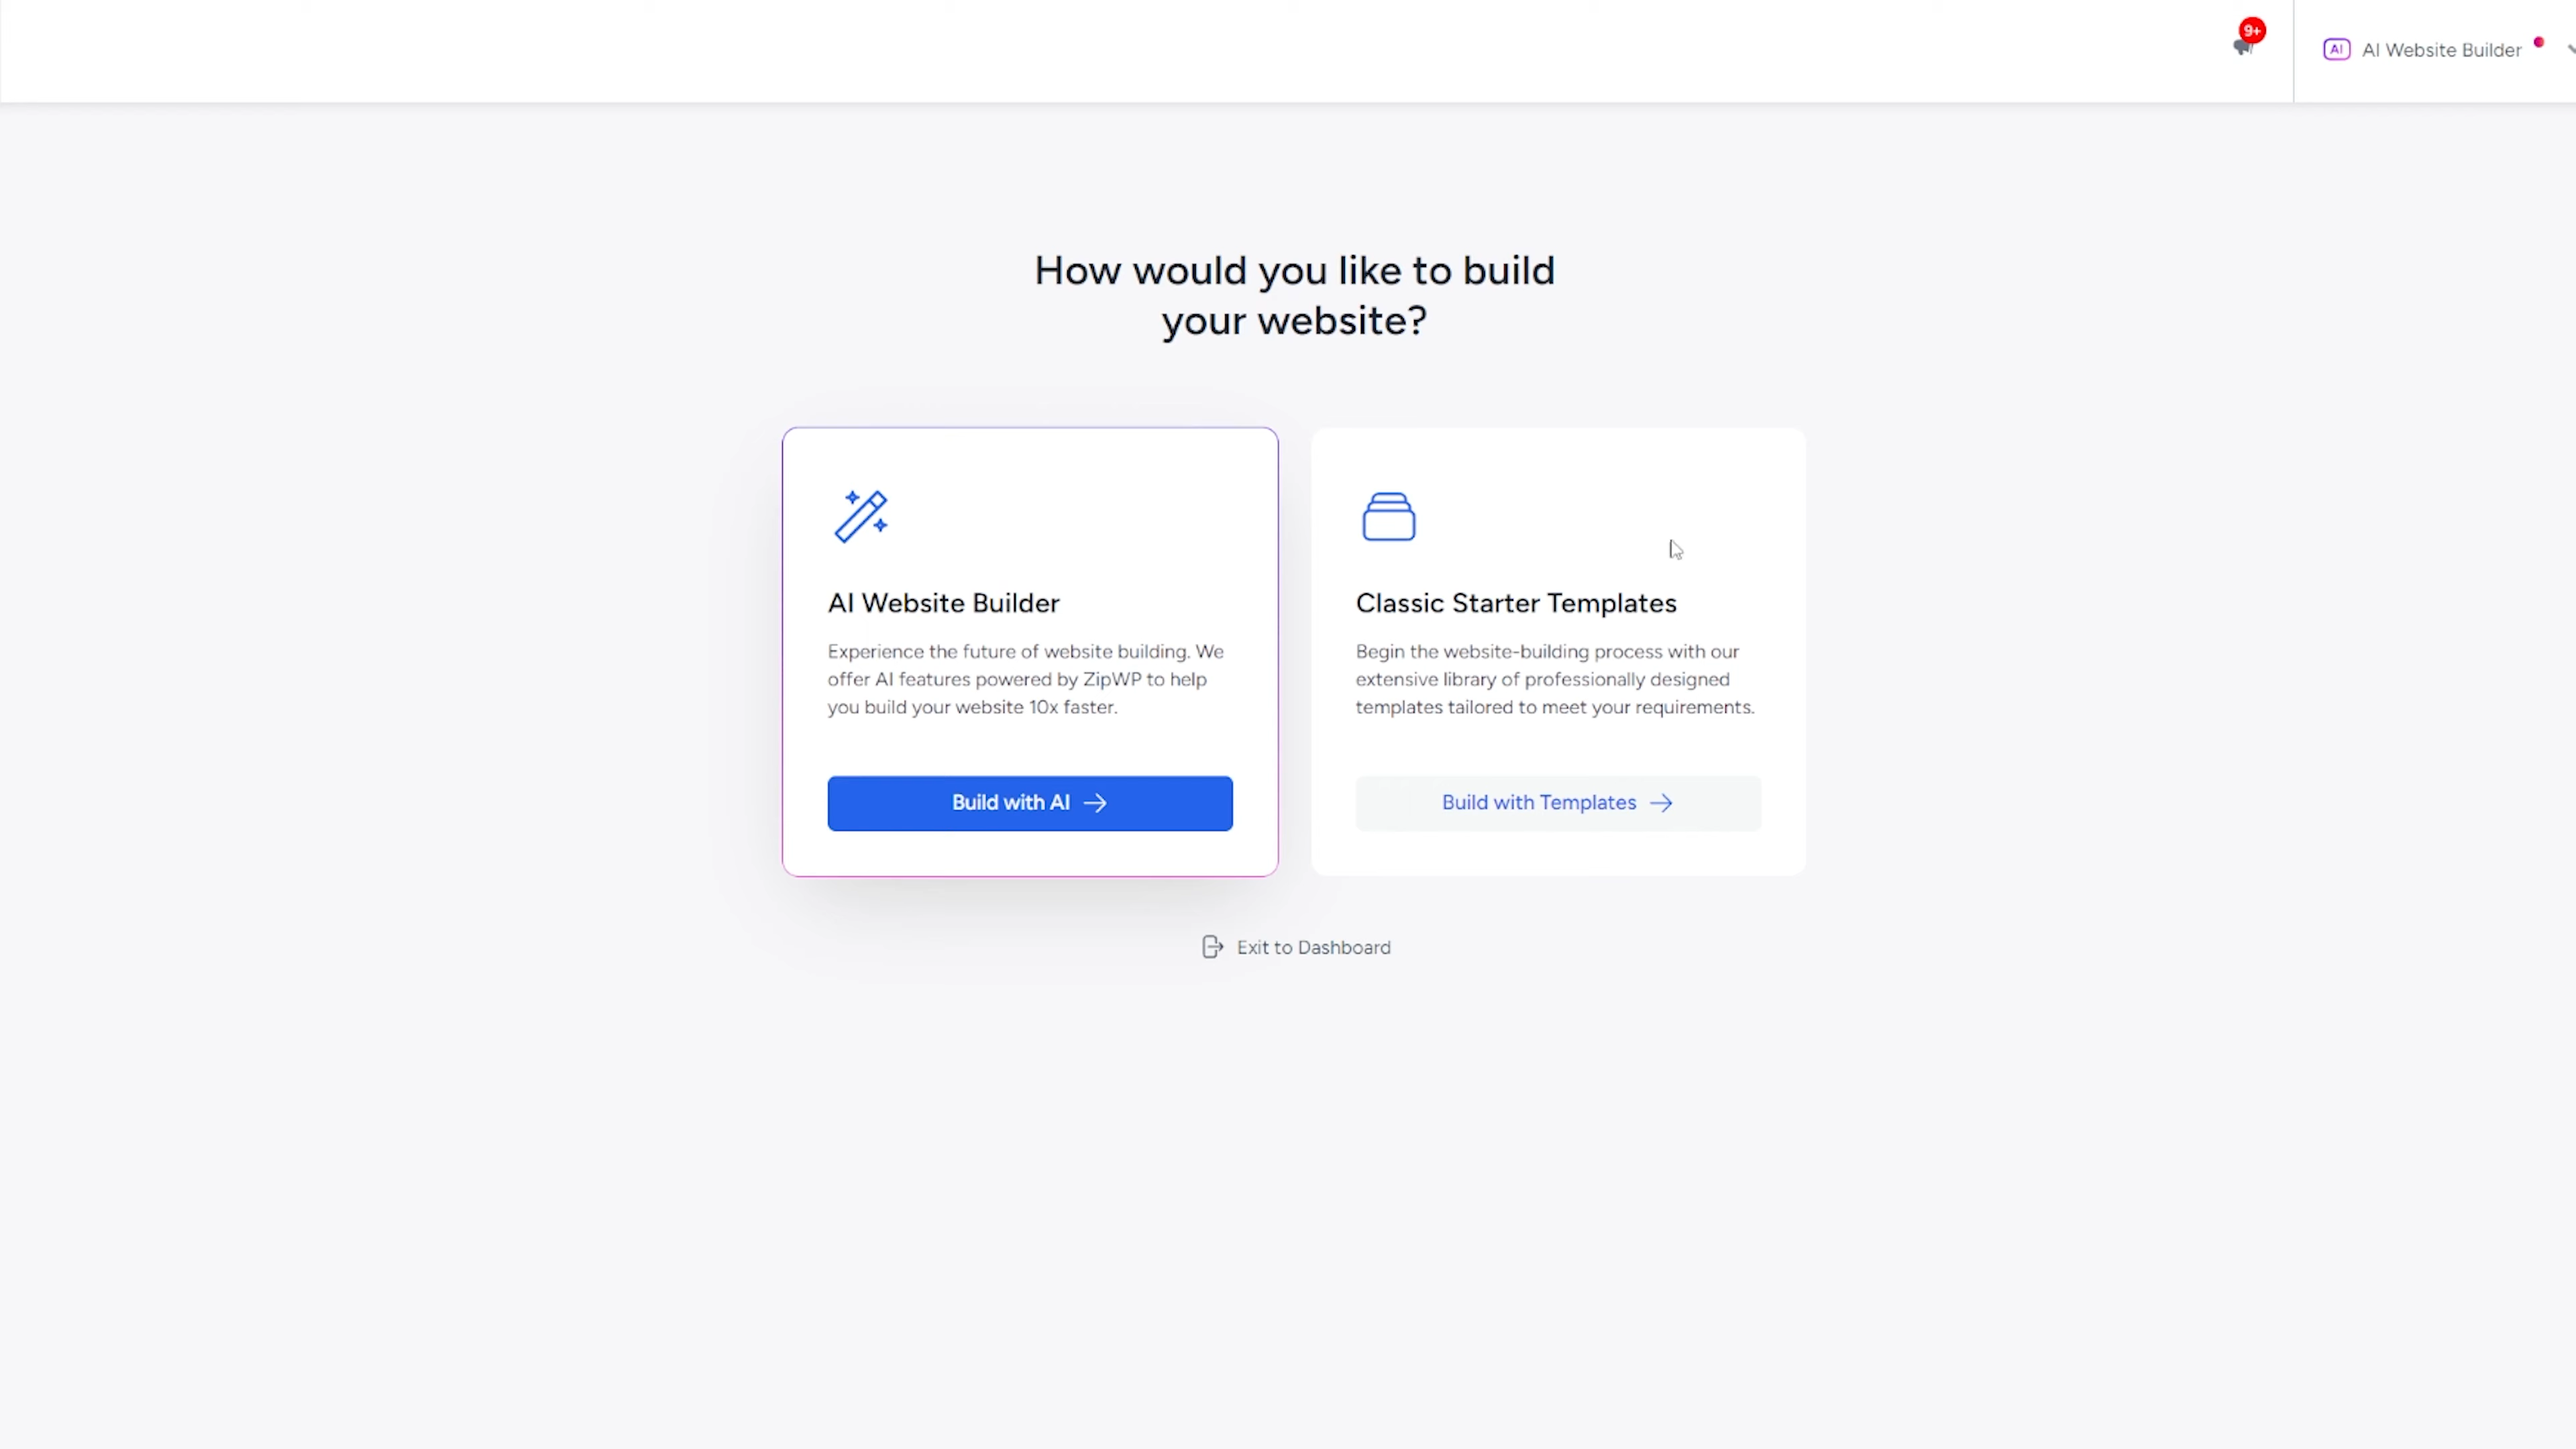 9+
AI AI Website Builder
How would you like to build
your website?
AI Website Builder
Experience the future of website building. We
offer AI features powered by ZipWP to help
you build your website 10x faster.
Build with AI
Classic Starter Templates
Begin the website-building process with our
extensive library of professionally designed
templates tailored to meet your requirements.
Build with Templates
Exit to Dashboard